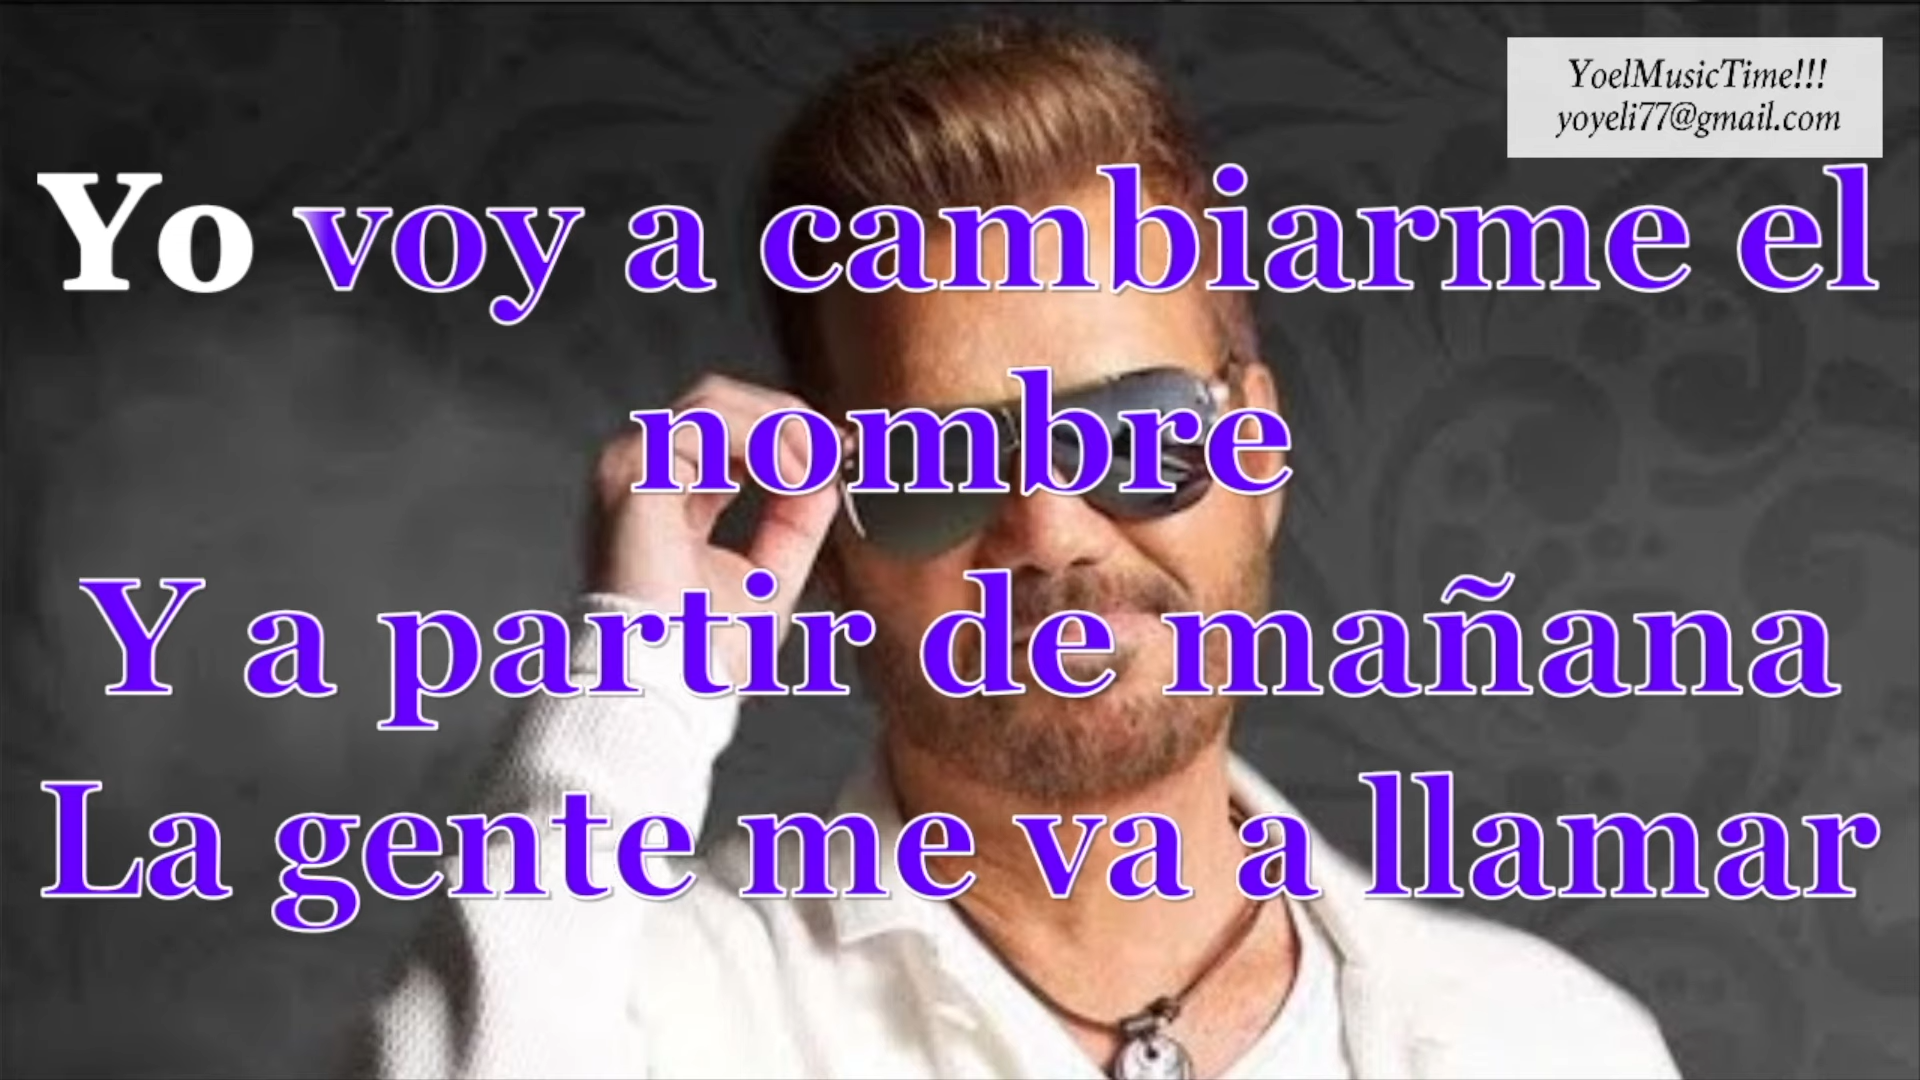 YoelMusicTime!!!
yoyeli77@gmail.com
Yo voy a cambiarme el
nombre
Y a partir de mañana
La gente me va a llamar